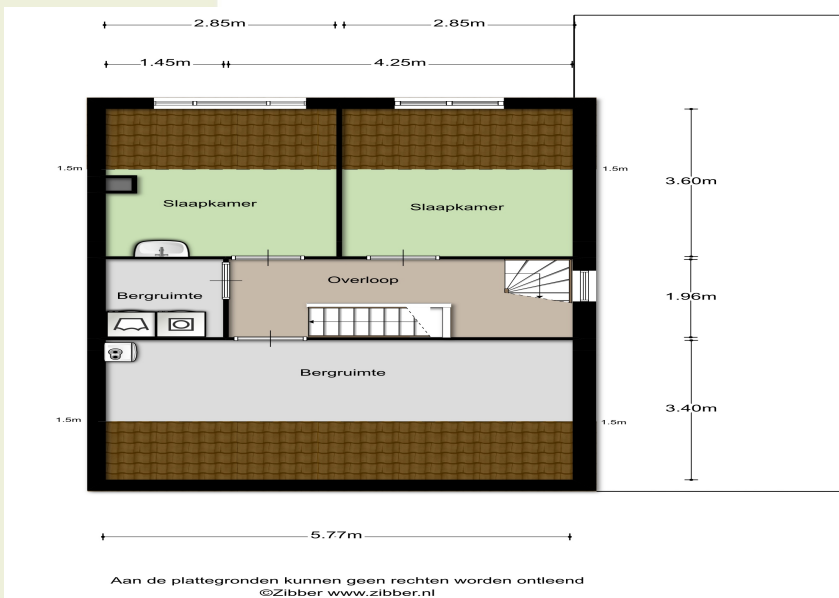 2.85m 2.85m
1.45m 4.25m
1.5m 1.5m
3.60m
Slaapkamer Slaapkamer
Overloop
Bergruimte 1.96m
Bergruimte
3.40m
1.5m 1.5m
5.77m
Aan de plattegronden kunnen geen rechten worden ontleend
©Zibber www.zibber.nl